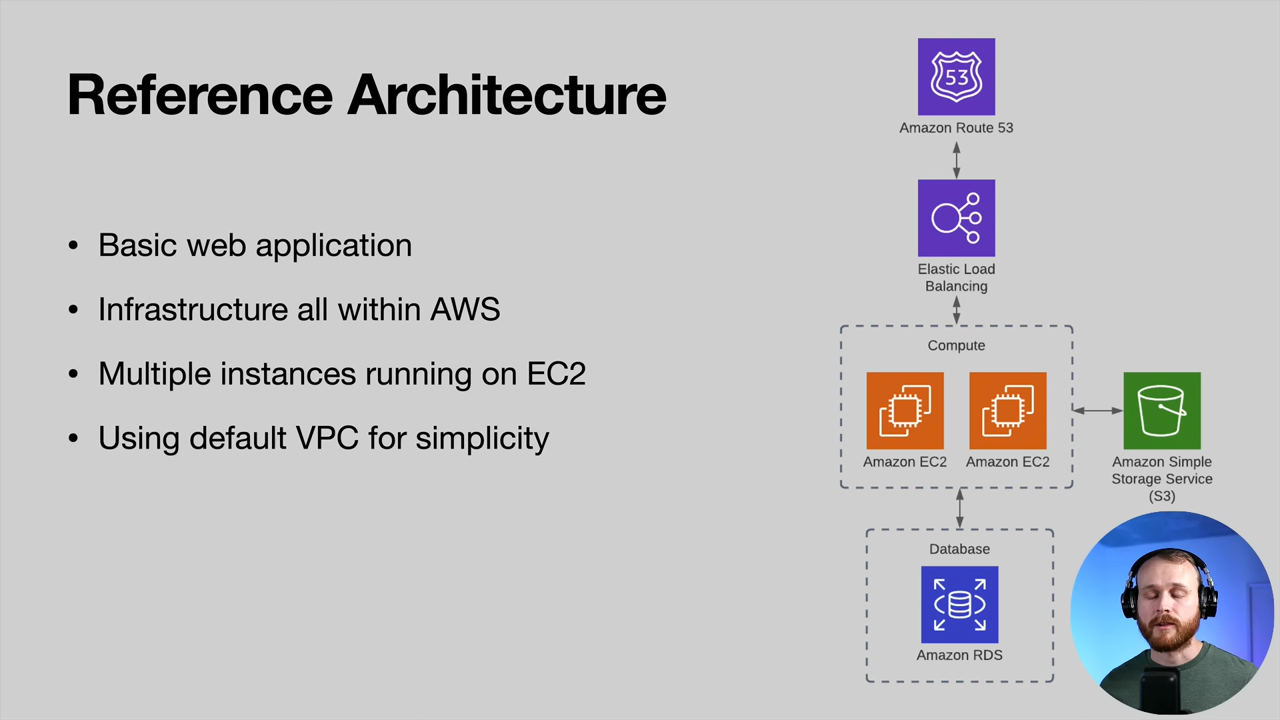 Reference Architecture
• Basic web application
• Infrastructure all within AWS
• Multiple instances running on EC2
• Using default VPC for simplicity
53
Amazon Route 53
Elastic Load
Balancing
Compute
Amazon EC2
Amazon EC2
Amazon Simple
Storage Service
(S3)
Database
Amazon RDS